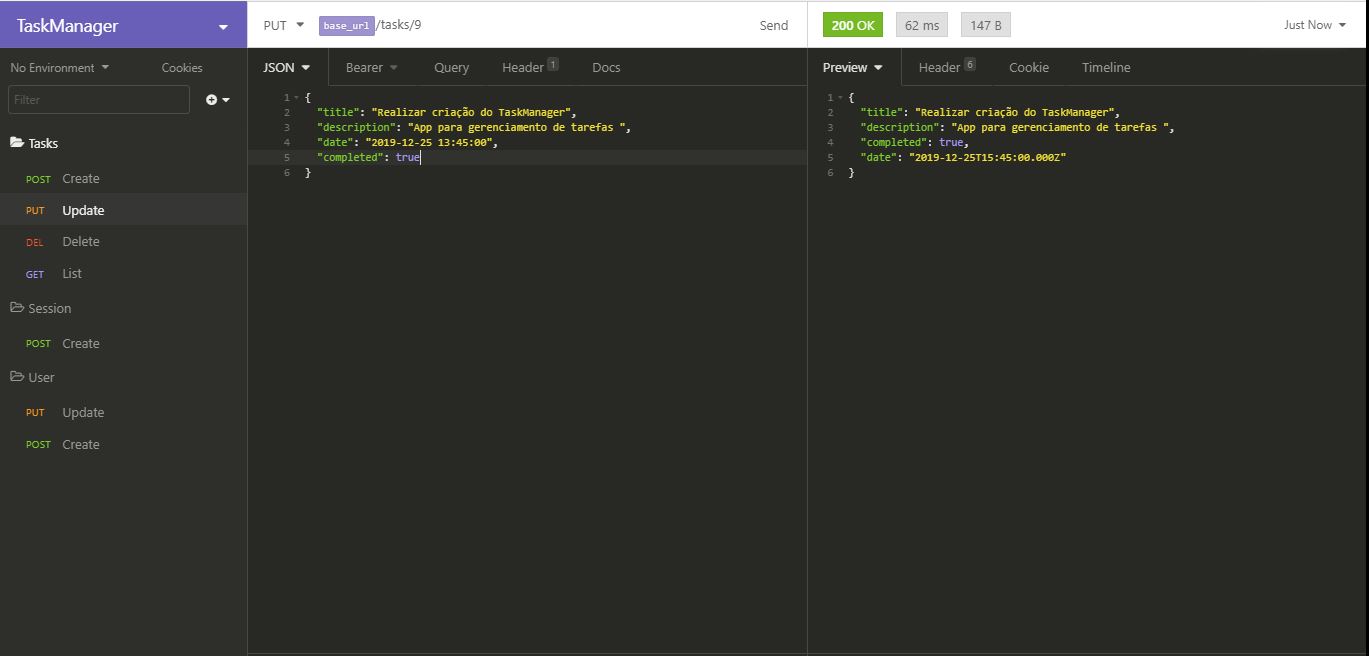 TaskManager
PUT base_url/tasks/9 Send
200 OK 62 ms 147 B Just Now
No Environment Cookies
JSON Bearer Query Header 1 Docs
Preview Header 6 Cookie Timeline
Filter
Tasks
POST Create
PUT Update
DEL Delete
GET List
Session
POST Create
User
PUT Update
POST Create
1 {
2 "title": "Realizar criação do TaskManager",
3 "description": "App para gerenciamento de tarefas ",
4 "date": "2019-12-25 13:45:00",
5 "completed": true
6 }
1 {
2 "title": "Realizar criação do TaskManager",
3 "description": "App para gerenciamento de tarefas ",
4 "completed": true,
5 "date": "2019-12-25T15:45:00.000Z"
6 }